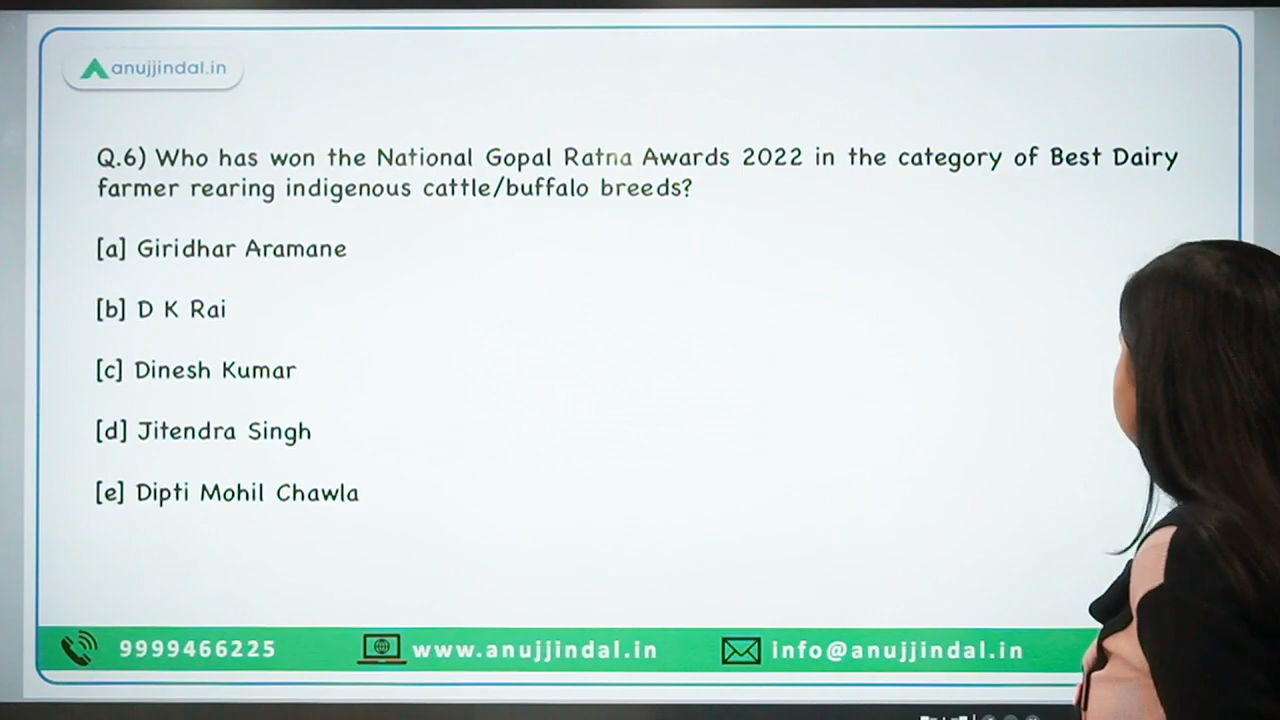 anujjindal.in
Q.6) Who has won the National Gopal Ratna Awards 2022 in the category of Best Dairy
farmer rearing indigenous cattle/buffalo breeds?
[a] Giridhar Aramane
[b] D K Rai
[c] Dinesh Kumar
[d] Jitendra Singh
[e] Dipti Mohil Chawla
9999466225 www.anujjindal.in info@anujjindal.in